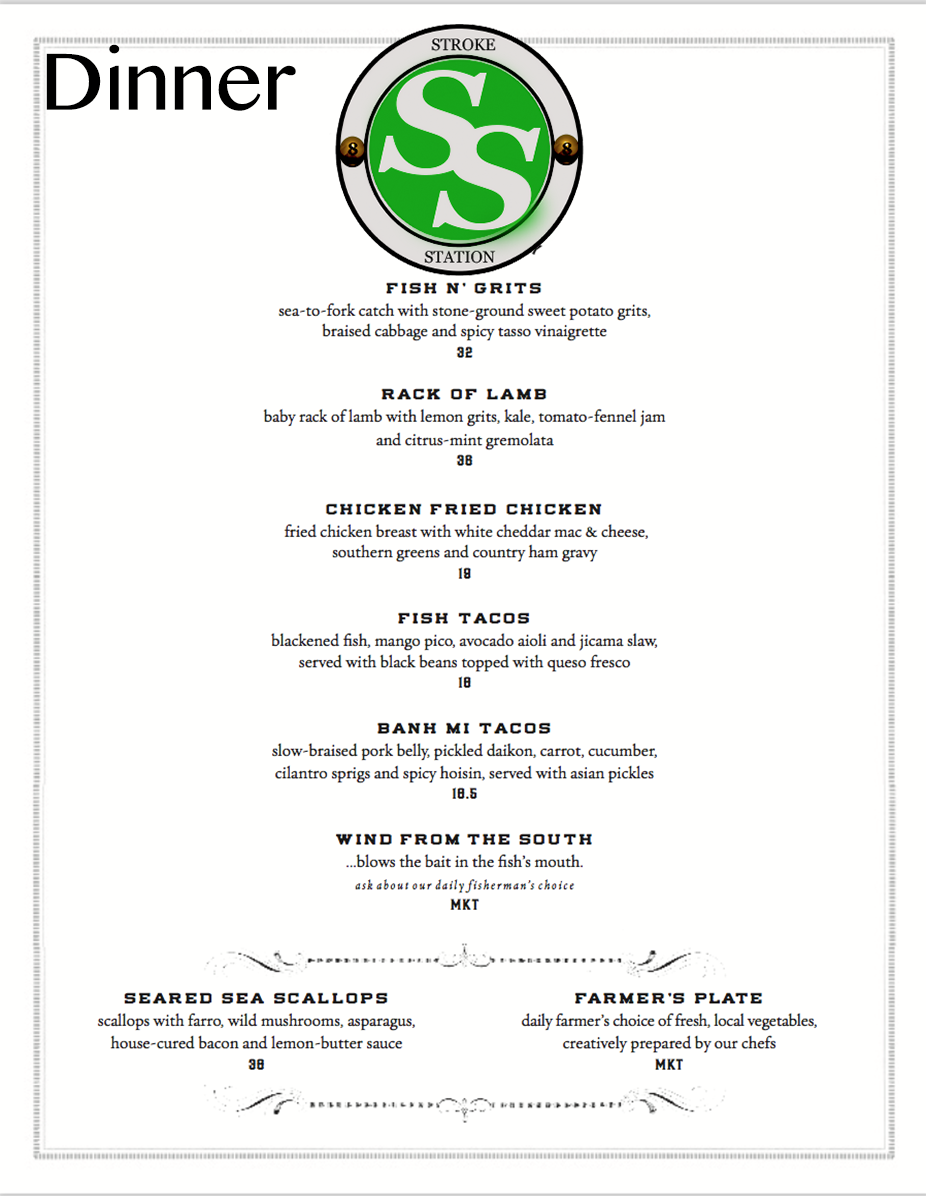 Dinner
STROKE
SS
8 8
STATION
FISH N' GRITS
sea-to-fork catch with stone-ground sweet potato grits,
braised cabbage and spicy tasso vinaigrette
32
RACK OF LAMB
baby rack of lamb with lemon grits, kale, tomato-fennel jam
and citrus-mint gremolata
36
CHICKEN FRIED CHICKEN
fried chicken breast with white cheddar mac & cheese,
southern greens and country ham gravy
19
FISH TACOS
blackened fish, mango pico, avocado aioli and jicama slaw,
served with black beans topped with queso fresco
18
BANH MI TACOS
slow-braised pork belly, pickled daikon, carrot, cucumber,
cilantro sprigs and spicy hoisin, served with asian pickles
18.5
WIND FROM THE SOUTH
...blows the bait in the fish's mouth.
ask about our daily fisherman's choice
MKT
SEARED SEA SCALLOPS
scallops with farro, wild mushrooms, asparagus,
house-cured bacon and lemon-butter sauce
38
FARMER'S PLATE
daily farmer's choice of fresh, local vegetables,
creatively prepared by our chefs
MKT